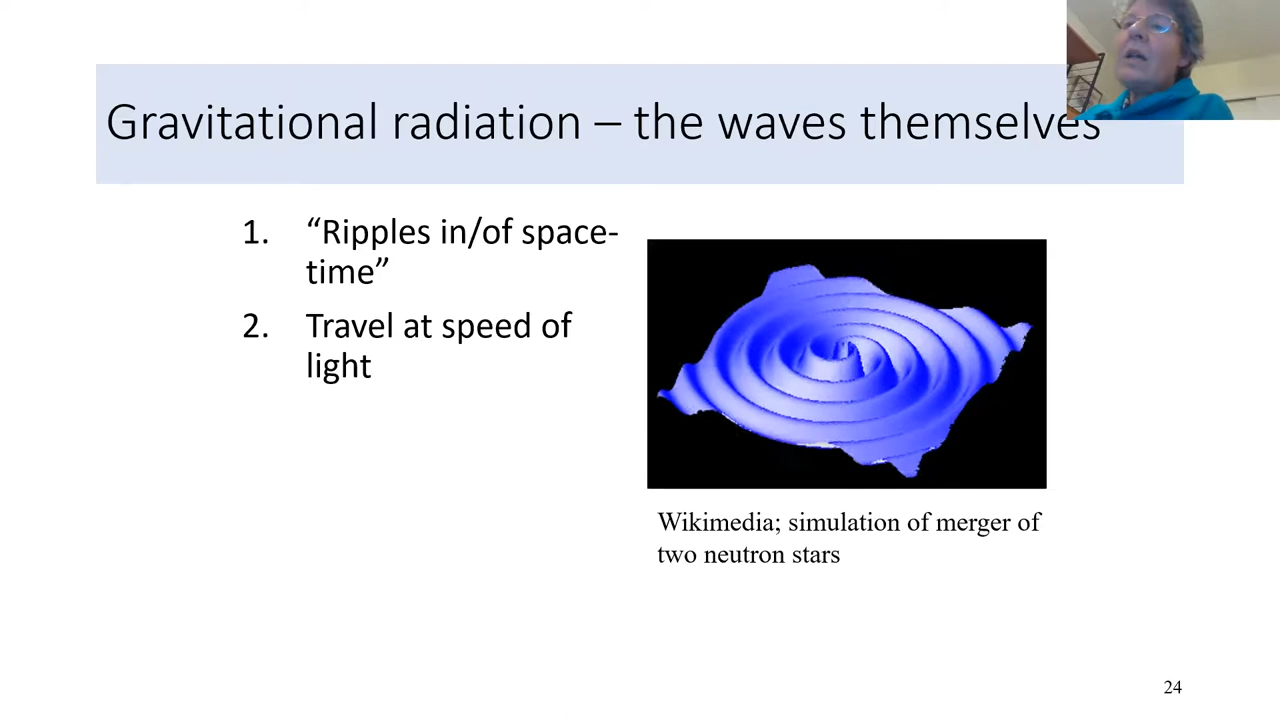 Gravitational radiation – the waves themselves
1. “Ripples in/of space-
time”
2. Travel at speed of
light
Wikimedia; simulation of merger of
two neutron stars
24